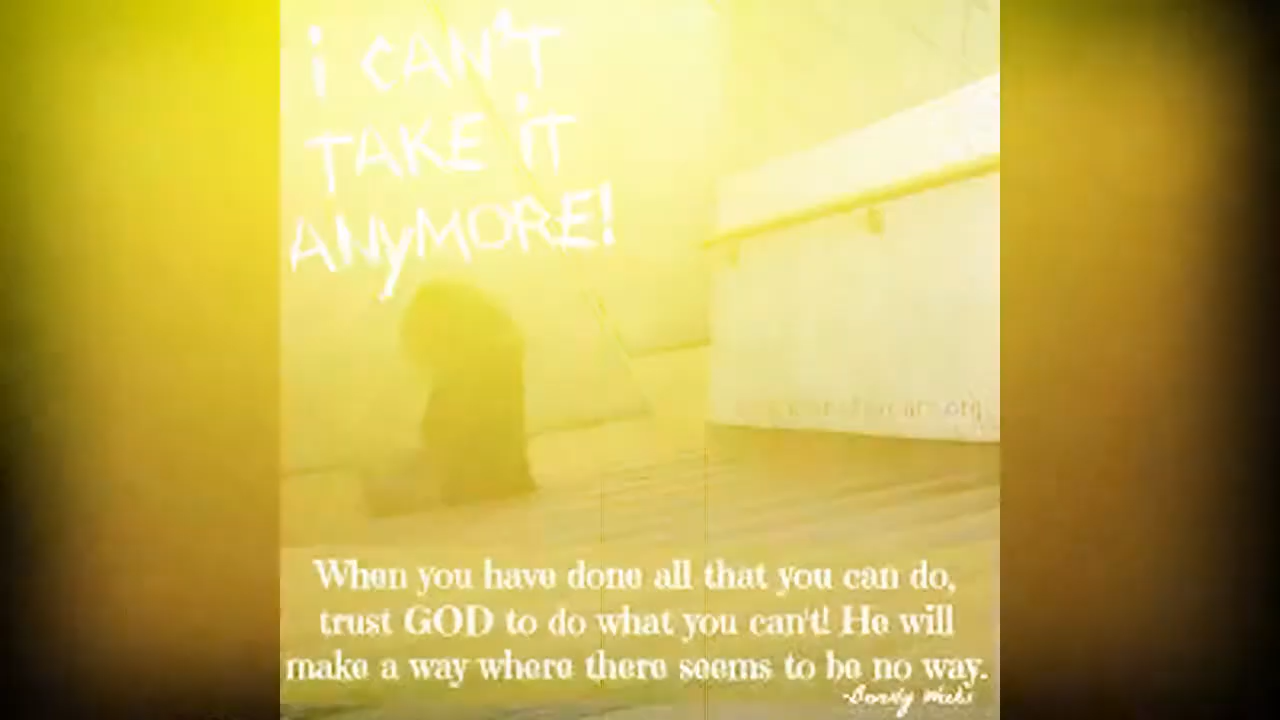 i CAN'T
TAKE iT
ANyMORE!
When you have done all that you can do,
trust GOD to do what you can't! He will
make a way where there seems to be no way.